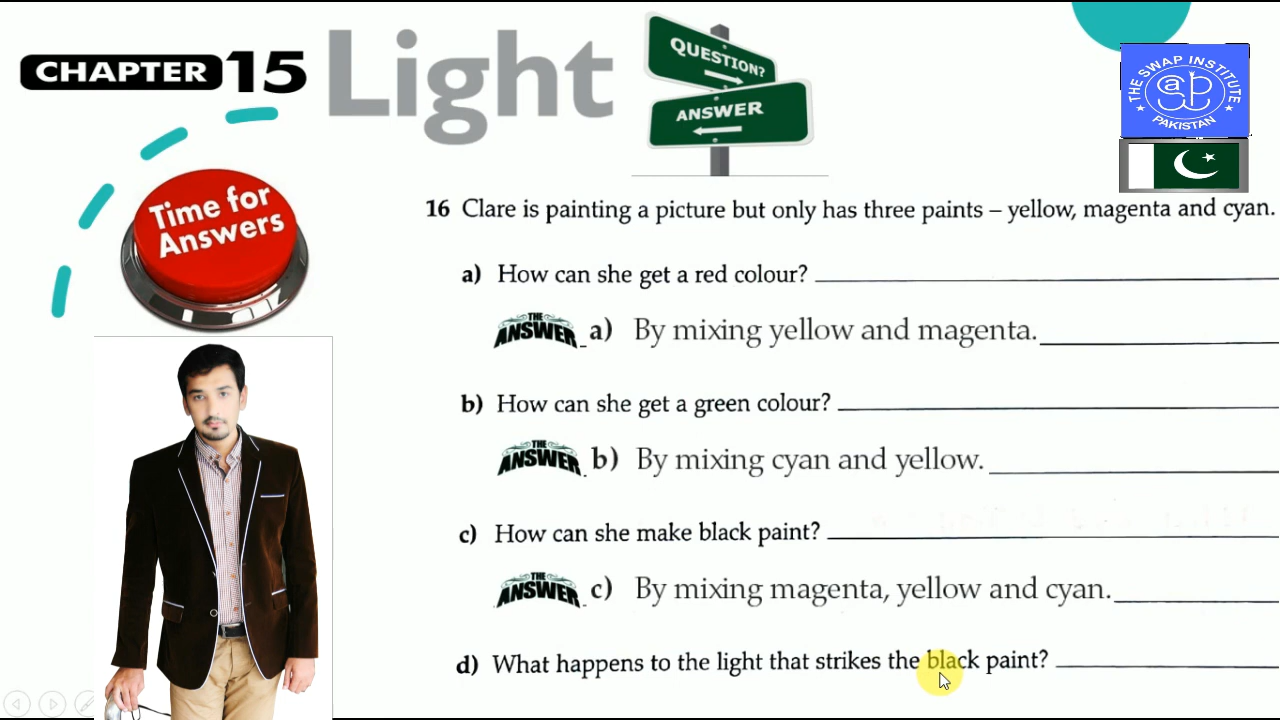 CHAPTER 15 Light
QUESTION?
ANSWER
THE SWAP INSTITUTE
@p
PAKISTAN
Time for
Answers
16 Clare is painting a picture but only has three paints – yellow, magenta and cyan.
a) How can she get a red colour?
THE ANSWER a) By mixing yellow and magenta.
b) How can she get a green colour?
THE ANSWER b) By mixing cyan and yellow.
c) How can she make black paint?
THE ANSWER c) By mixing magenta, yellow and cyan.
d) What happens to the light that strikes the black paint?